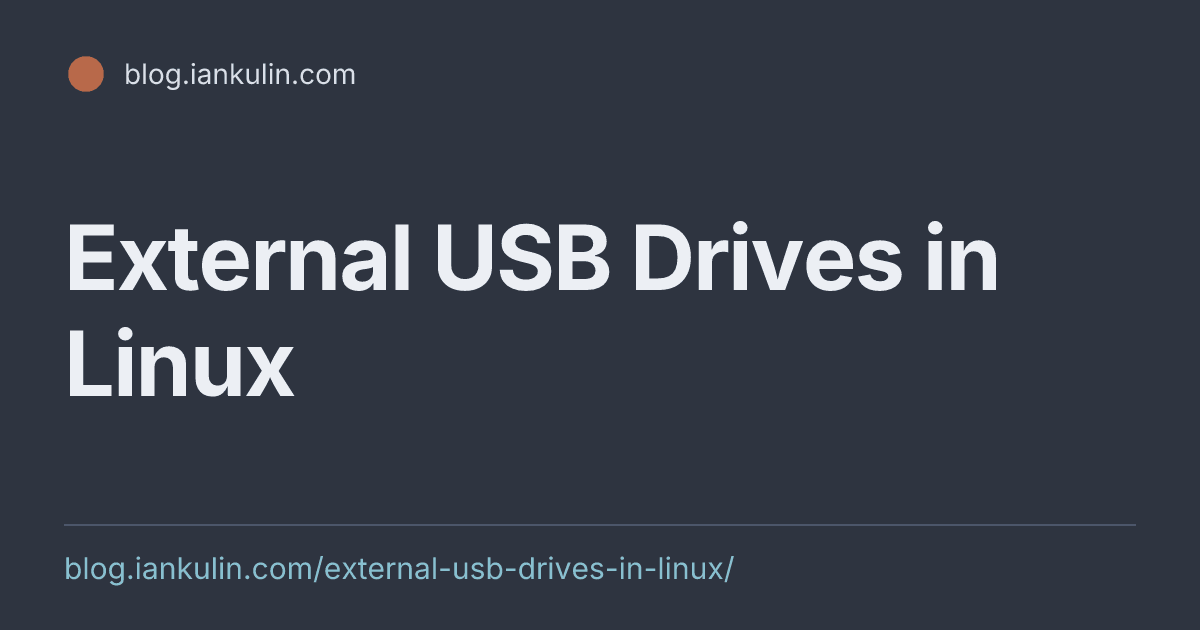 blog.iankulin.com
External USB Drives in
Linux
blog.iankulin.com/external-usb-drives-in-linux/